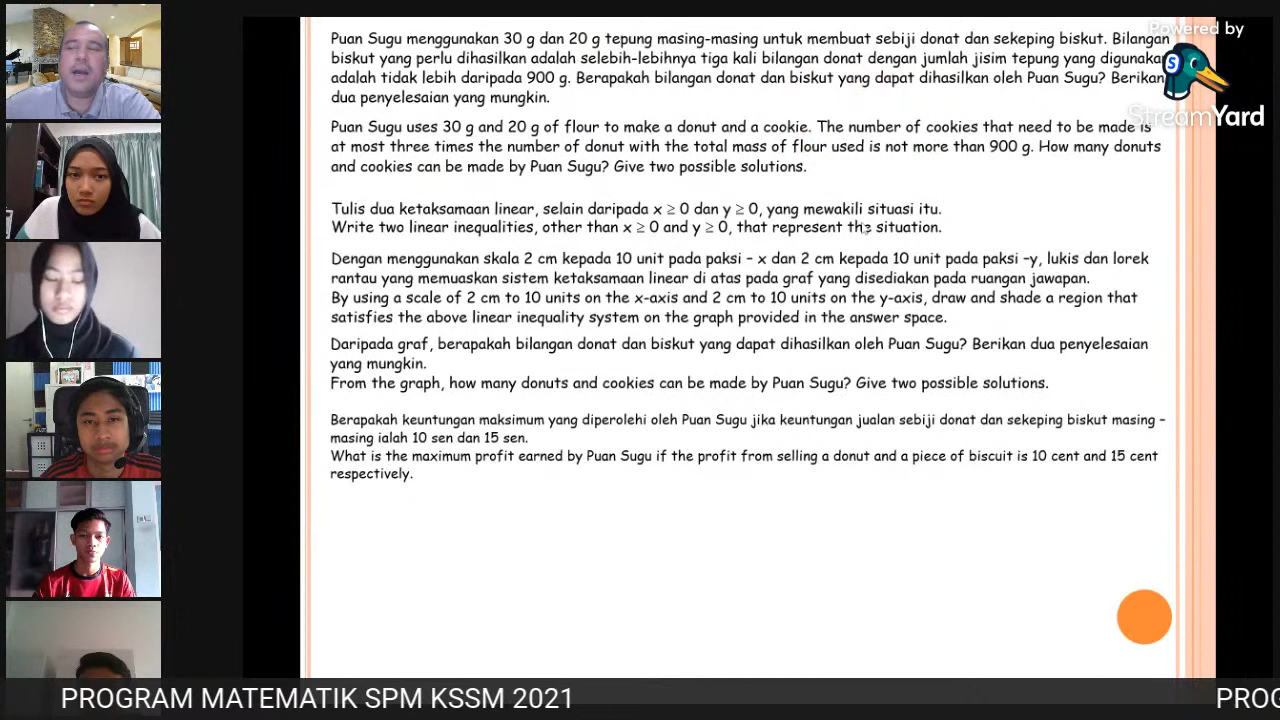 Puan Sugu menggunakan 30 g dan 20 g tepung masing-masing untuk membuat sebiji donat dan sekeping biskut. Bilangan
biskut yang perlu dihasilkan adalah selebih-lebihnya tiga kali bilangan donat dengan jumlah jisim tepung yang digunaka
adalah tidak lebih daripada 900 g. Berapakah bilangan donat dan biskut yang dapat dihasilkan oleh Puan Sugu? Berikan
dua penyelesaian yang mungkin.
Puan Sugu uses 30 g and 20 g of flour to make a donut and a cookie. The number of cookies that need to be made is
at most three times the number of donut with the total mass of flour used is not more than 900 g. How many donuts
and cookies can be made by Puan Sugu? Give two possible solutions.
Tulis dua ketaksamaan linear, selain daripada x ≥ 0 dan y ≥ 0, yang mewakili situasi itu.
Write two linear inequalities, other than x ≥ 0 and y ≥ 0, that represent the situation.
Dengan menggunakan skala 2 cm kepada 10 unit pada paksi – x dan 2 cm kepada 10 unit pada paksi –y, lukis dan lorek
rantau yang memuaskan sistem ketaksamaan linear di atas pada graf yang disediakan pada ruangan jawapan.
By using a scale of 2 cm to 10 units on the x-axis and 2 cm to 10 units on the y-axis, draw and shade a region that
satisfies the above linear inequality system on the graph provided in the answer space.
Daripada graf, berapakah bilangan donat dan biskut yang dapat dihasilkan oleh Puan Sugu? Berikan dua penyelesaian
yang mungkin.
From the graph, how many donuts and cookies can be made by Puan Sugu? Give two possible solutions.
Berapakah keuntungan maksimum yang diperolehi oleh Puan Sugu jika keuntungan jualan sebiji donat dan sekeping biskut masing –
masing ialah 10 sen dan 15 sen.
What is the maximum profit earned by Puan Sugu if the profit from selling a donut and a piece of biscuit is 10 cent and 15 cent
respectively.
Powered by
S
StreamYard
PROGRAM MATEMATIK SPM KSSM 2021
PROG